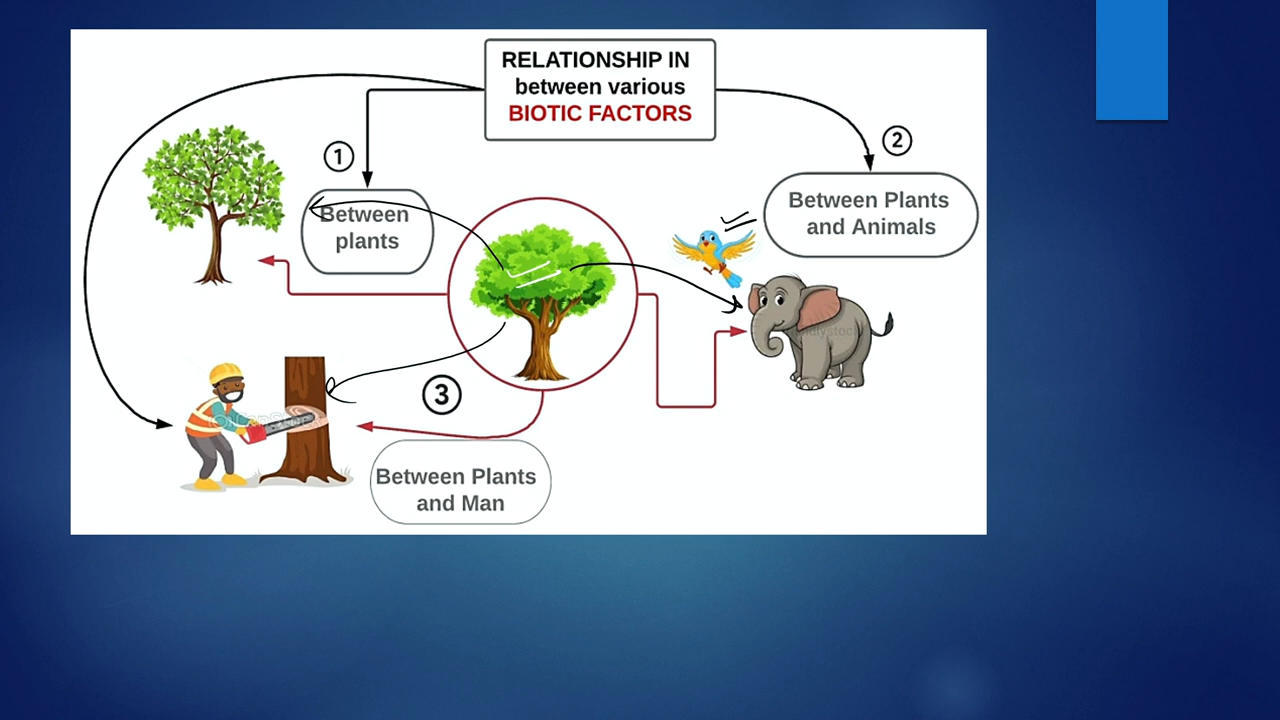 RELATIONSHIP IN
between various
BIOTIC FACTORS
1
2
Between
plants
Between Plants
and Animals
3
Between Plants
and Man